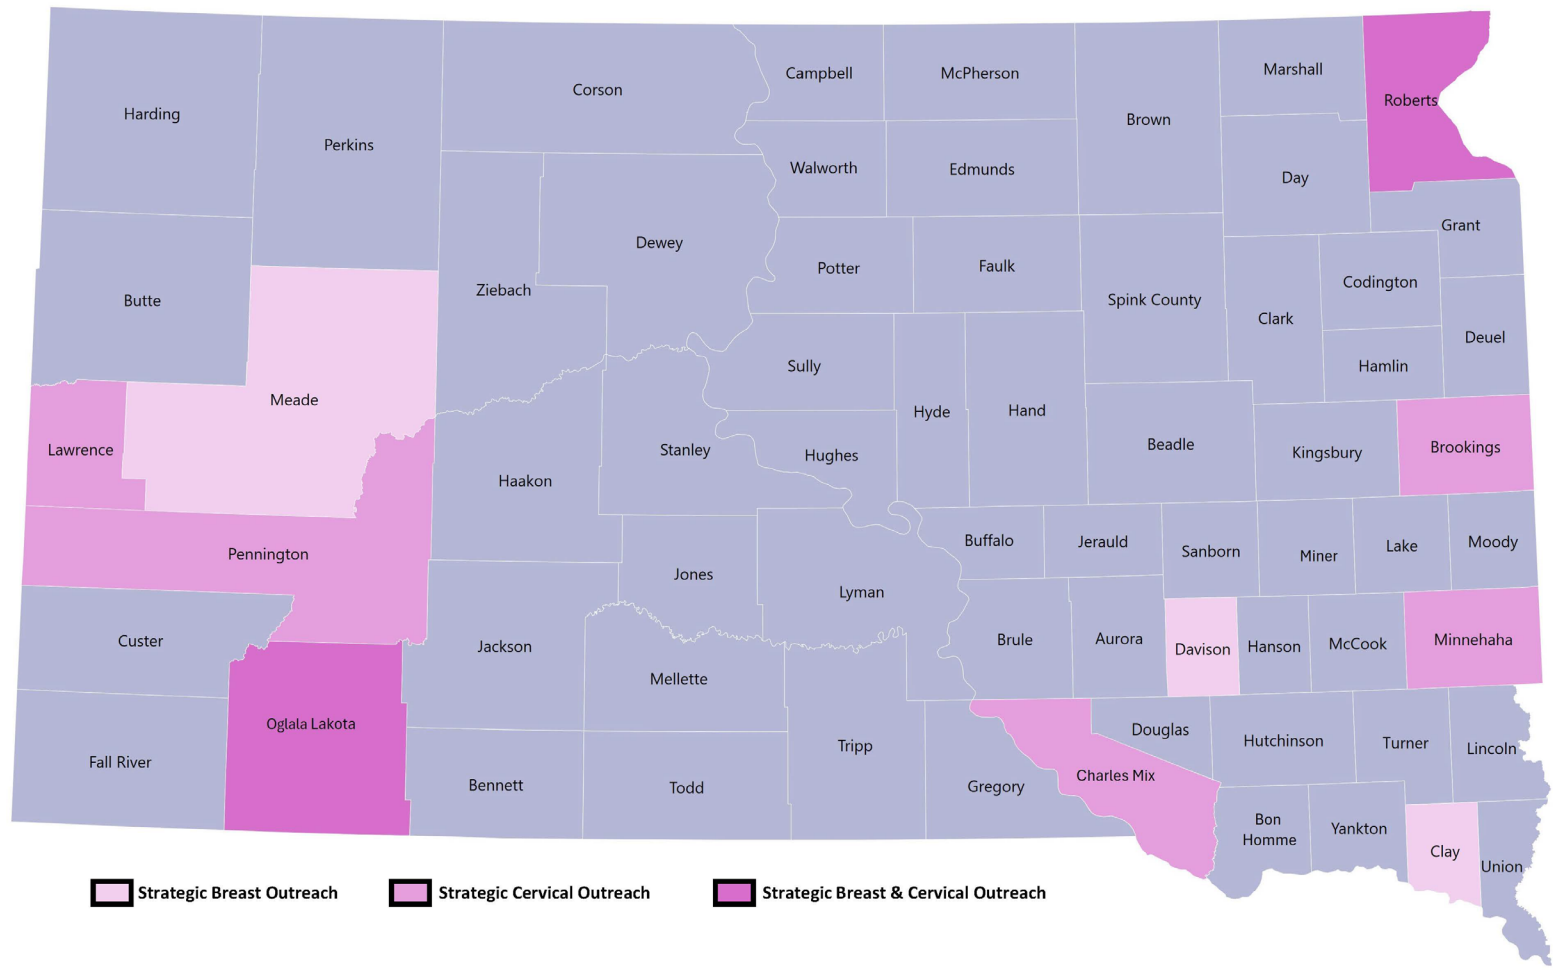 Harding
Perkins
Corson
Campbell
McPherson
Brown
Marshall
Roberts
Walworth
Edmunds
Day
Grant
Butte
Ziebach
Dewey
Potter
Faulk
Spink County
Clark
Codington
Deuel
Hamlin
Meade
Sully
Hyde
Hand
Beadle
Kingsbury
Brookings
Lawrence
Haakon
Stanley
Hughes
Pennington
Jones
Lyman
Buffalo
Jerauld
Sanborn
Miner
Lake
Moody
Custer
Jackson
Mellette
Brule
Aurora
Davison
Hanson
McCook
Minnehaha
Fall River
Oglala Lakota
Bennett
Todd
Tripp
Gregory
Charles Mix
Douglas
Hutchinson
Turner
Lincoln
Bon
Homme
Yankton
Clay
Union
Strategic Breast Outreach
Strategic Cervical Outreach
Strategic Breast & Cervical Outreach